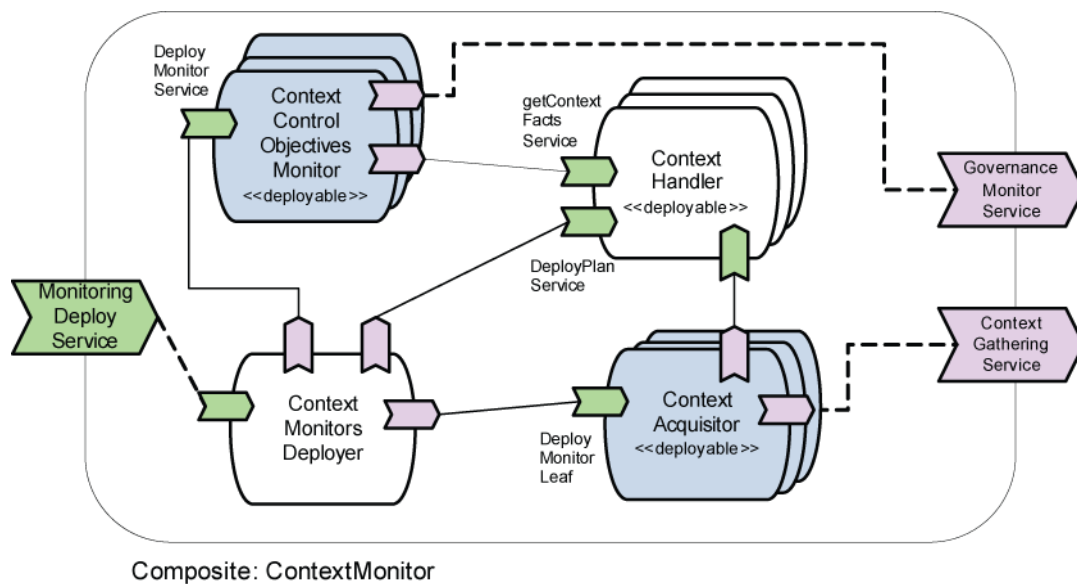 Deploy
Monitor
Service
Context
Control
Objectives
Monitor
<<deployable>>
getContext
Facts
Service
Context
Handler
<<deployable>>
DeployPlan
Service
Governance
Monitor
Service
Monitoring
Deploy
Service
Context
Gathering
Service
Context
Monitors
Deployer
Deploy
Monitor
Leaf
Context
Acquisitor
<<deployable>>
Composite: ContextMonitor